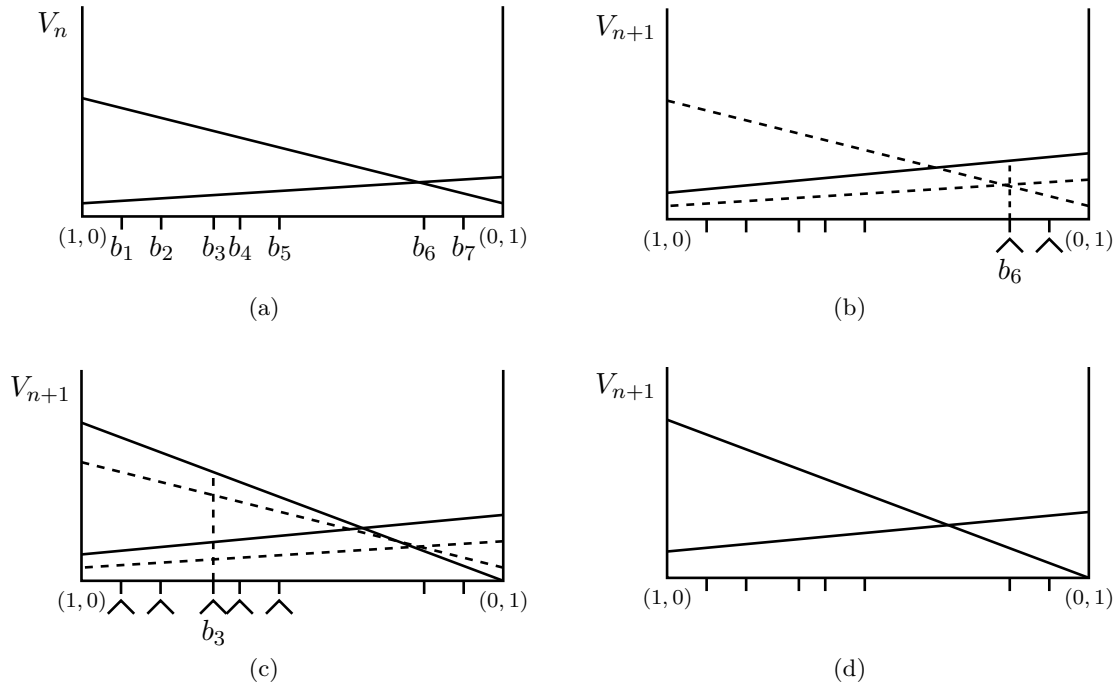 V_n
(1, 0) b_1 b_2 b_3 b_4 b_5 b_6 b_7 (0, 1)
(a)
V_{n+1}
(1, 0) (0, 1)
b_6
(b)
V_{n+1}
(1, 0) (0, 1)
b_3
(c)
V_{n+1}
(1, 0) (0, 1)
(d)